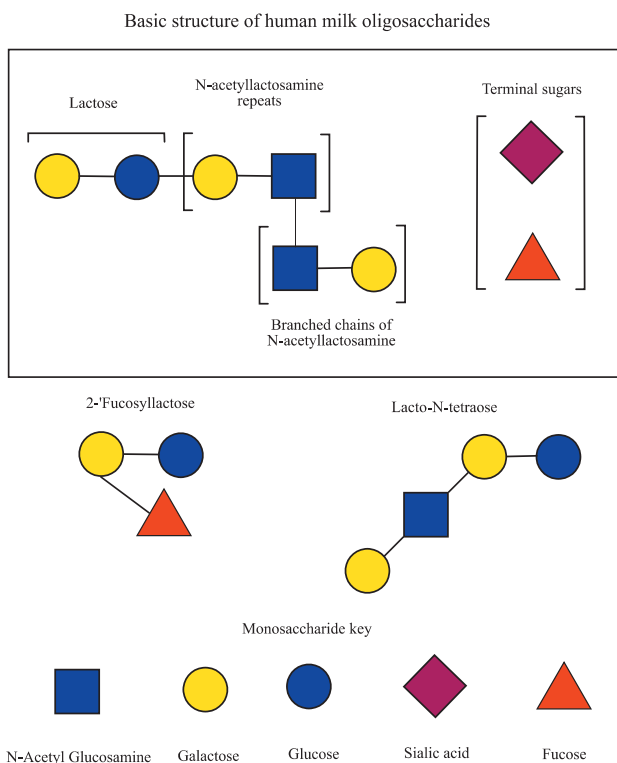 Basic structure of human milk oligosaccharides
Lactose
N-acetyllactosamine
repeats
Terminal sugars
Branched chains of
N-acetyllactosamine
2-'Fucosyllactose
Lacto-N-tetraose
Monosaccharide key
N-Acetyl Glucosamine
Galactose
Glucose
Sialic acid
Fucose